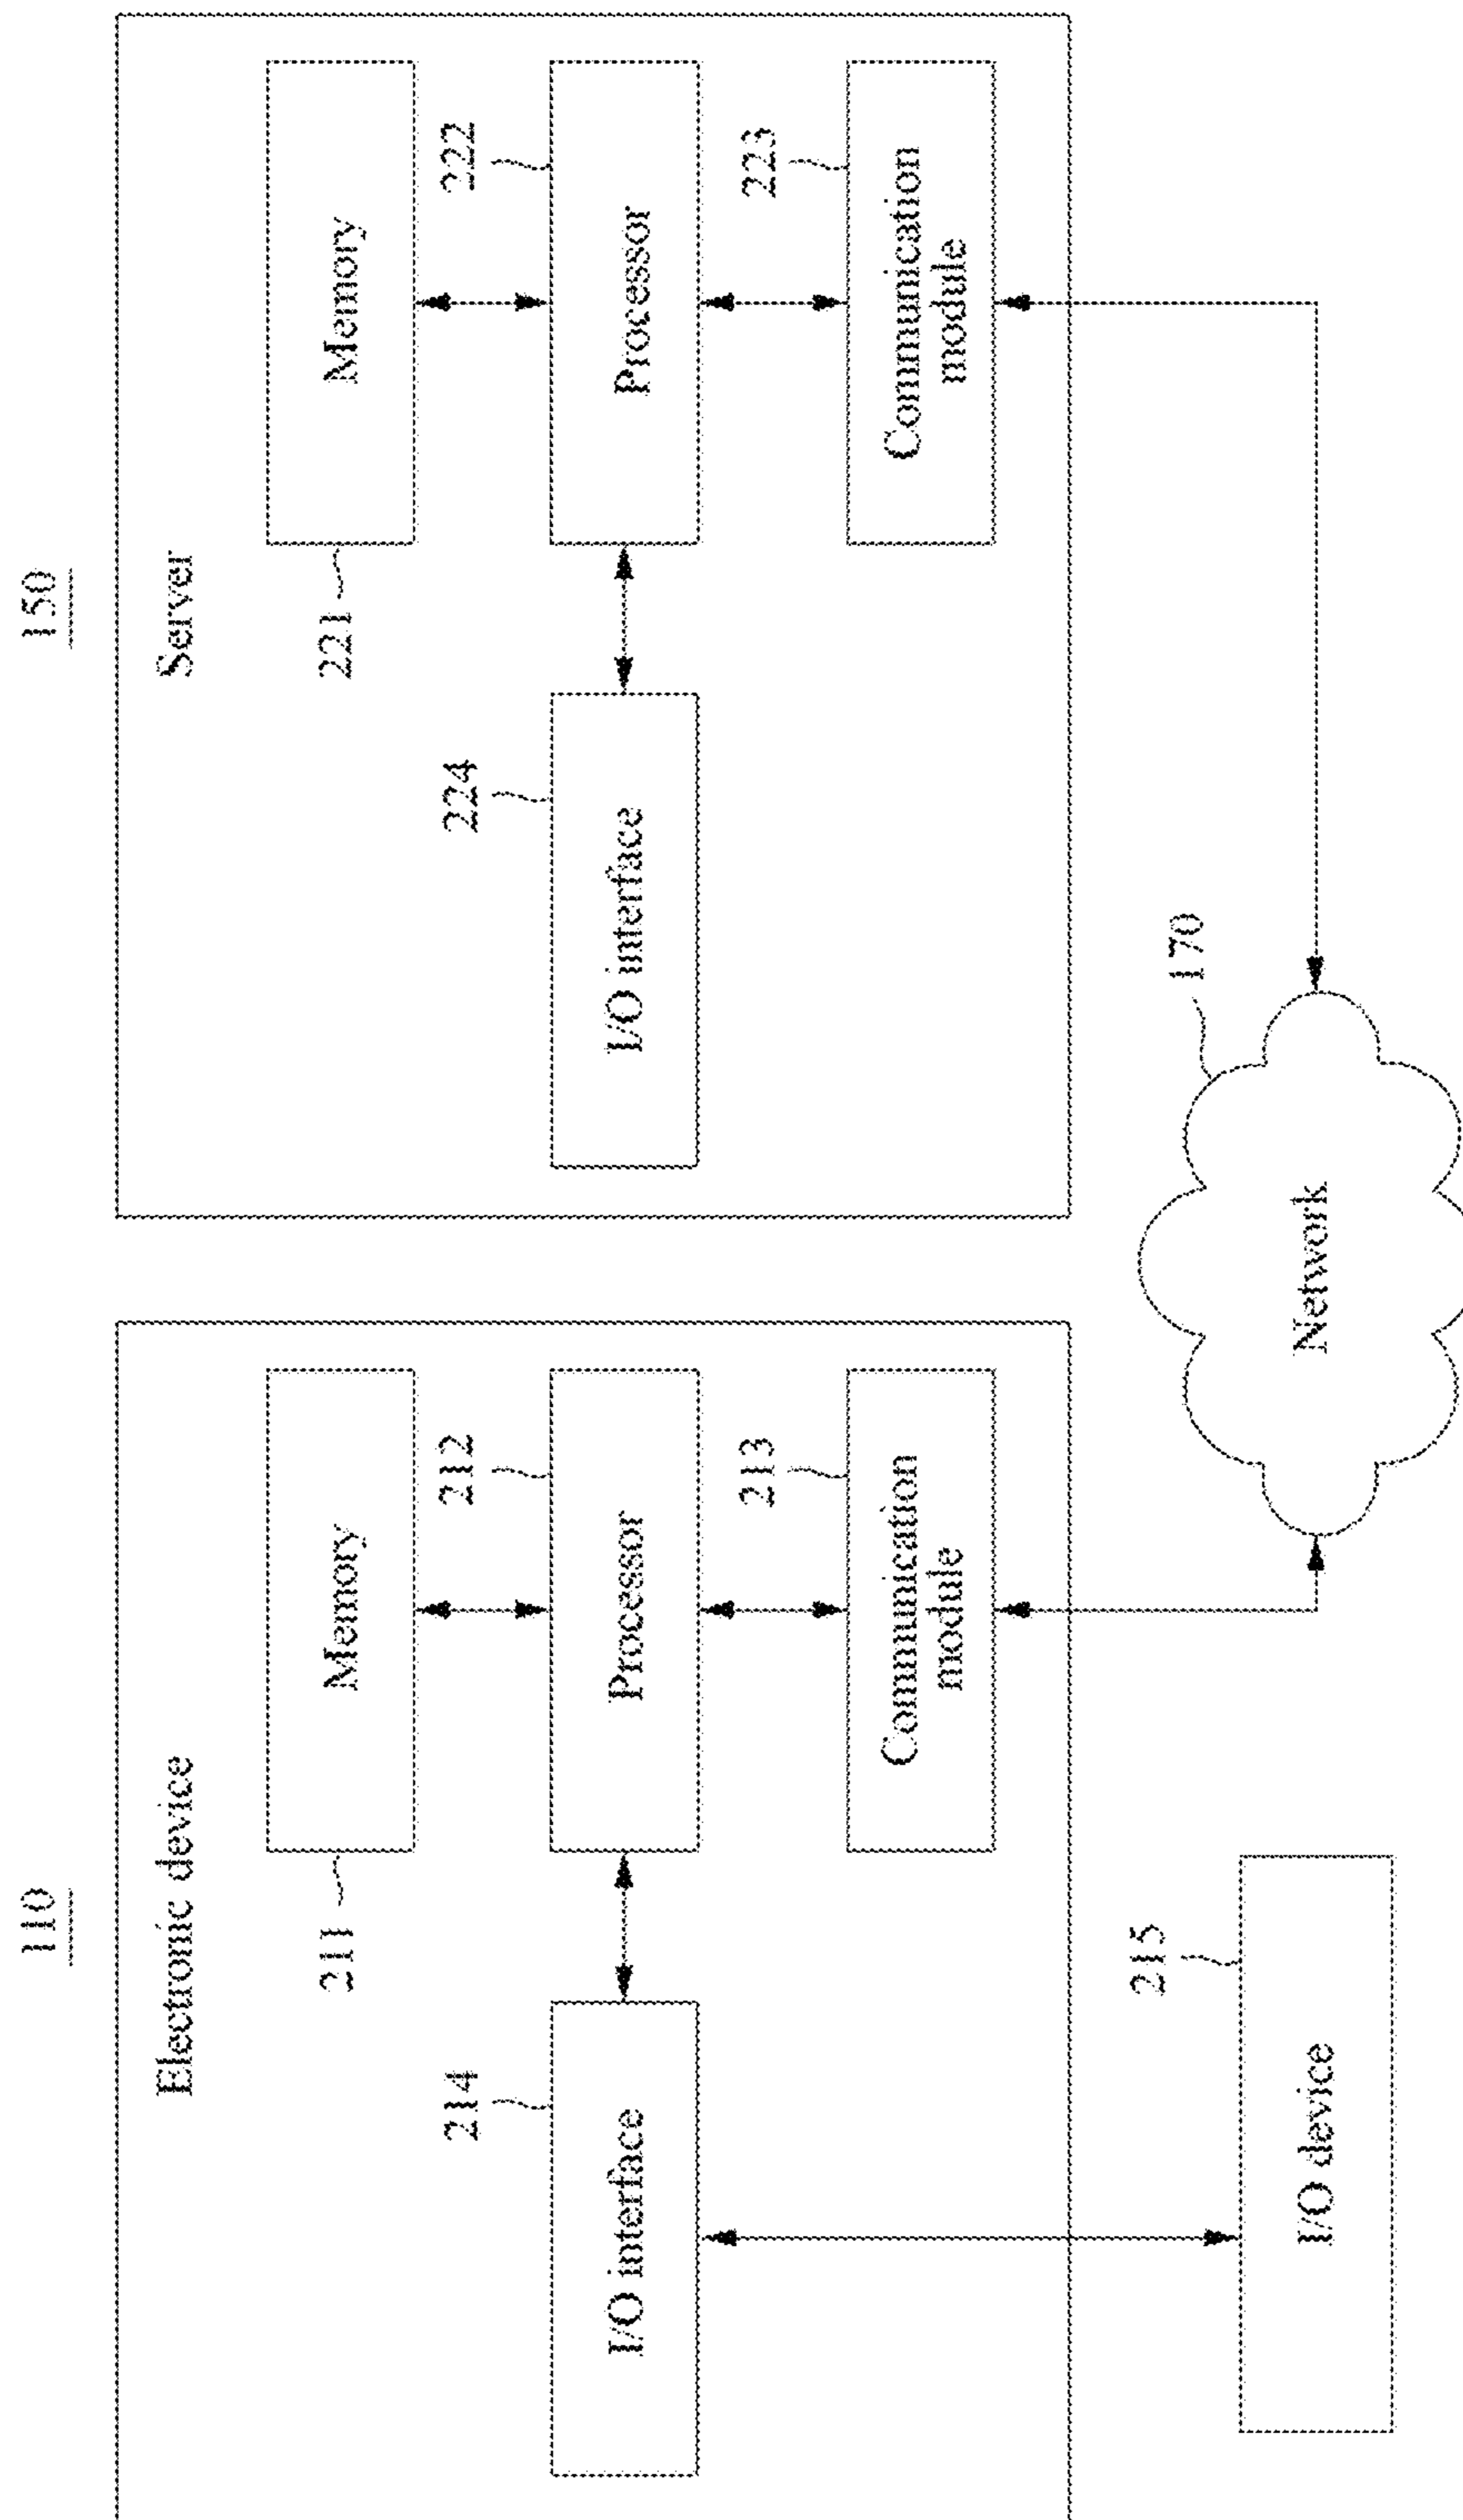 110
Electronic device
211
Memory
212
Processor
214
I/O interface
213
Communication
module
215
I/O device
150
Server
221
Memory
222
Processor
224
I/O interface
223
Communication
module
170
Network